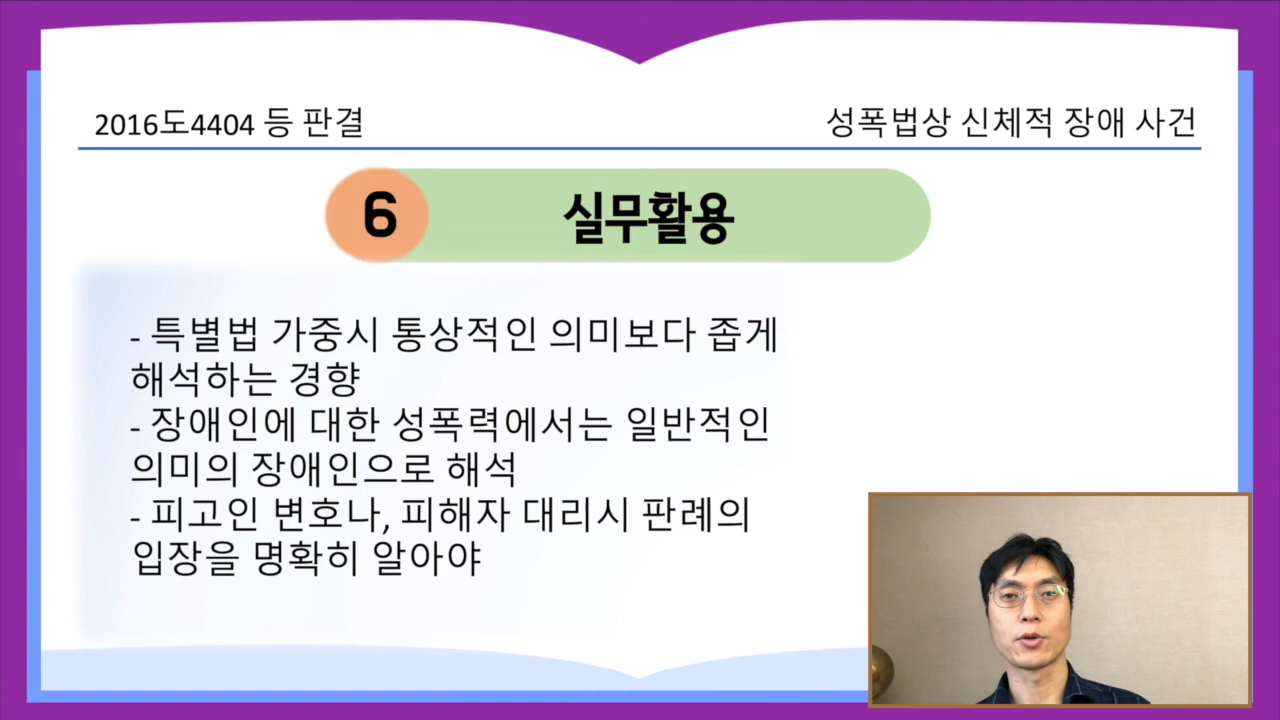 2016도4404 등 판결
성폭법상 신체적 장애 사건
6 실무활용
- 특별법 가중시 통상적인 의미보다 좁게
해석하는 경향
- 장애인에 대한 성폭력에서는 일반적인
의미의 장애인으로 해석
- 피고인 변호나, 피해자 대리시 판례의
입장을 명확히 알아야